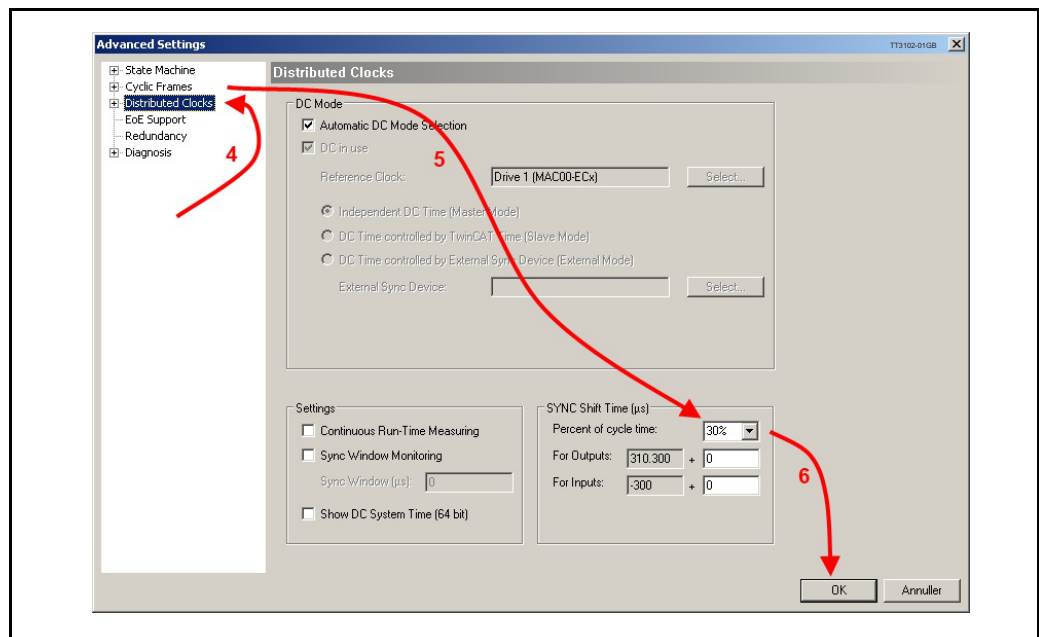 Advanced Settings
TT3102-01GB
State Machine
Cyclic Frames
Distributed Clocks
EoE Support
Redundancy
Diagnosis
4
Distributed Clocks
DC Mode
Automatic DC Mode Selection
DC in use
5
Reference Clock:
Drive 1 (MAC00-ECx)
Select...
Independent DC Time (Master Mode)
DC Time controlled by TwinCAT Time (Slave Mode)
DC Time controlled by External Sync Device (External Mode)
External Sync Device:
Select...
Settings
Continuous Run-Time Measuring
Sync Window Monitoring
Sync Window (µs): 0
Show DC System Time (64 bit)
SYNC Shift Time (µs)
Percent of cycle time: 30%
For Outputs: 310.300 + 0
For Inputs: -300 + 0
6
OK
Annuller